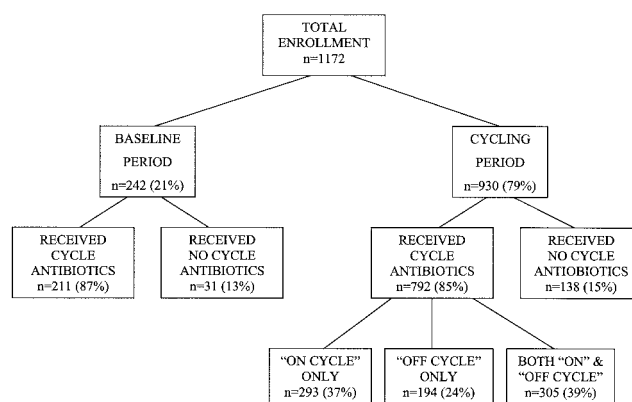 TOTAL
ENROLLMENT
n=1172
BASELINE
PERIOD
n=242 (21%)
CYCLING
PERIOD
n=930 (79%)
RECEIVED
CYCLE
ANTIBIOTICS
n=211 (87%)
RECEIVED
NO CYCLE
ANTIBIOTICS
n=31 (13%)
RECEIVED
CYCLE
ANTIBIOTICS
n=792 (85%)
RECEIVED
NO CYCLE
ANTIOBIOTICS
n=138 (15%)
“ON CYCLE”
ONLY
n=293 (37%)
“OFF CYCLE”
ONLY
n=194 (24%)
BOTH “ON” &
“OFF CYCLE”
n=305 (39%)